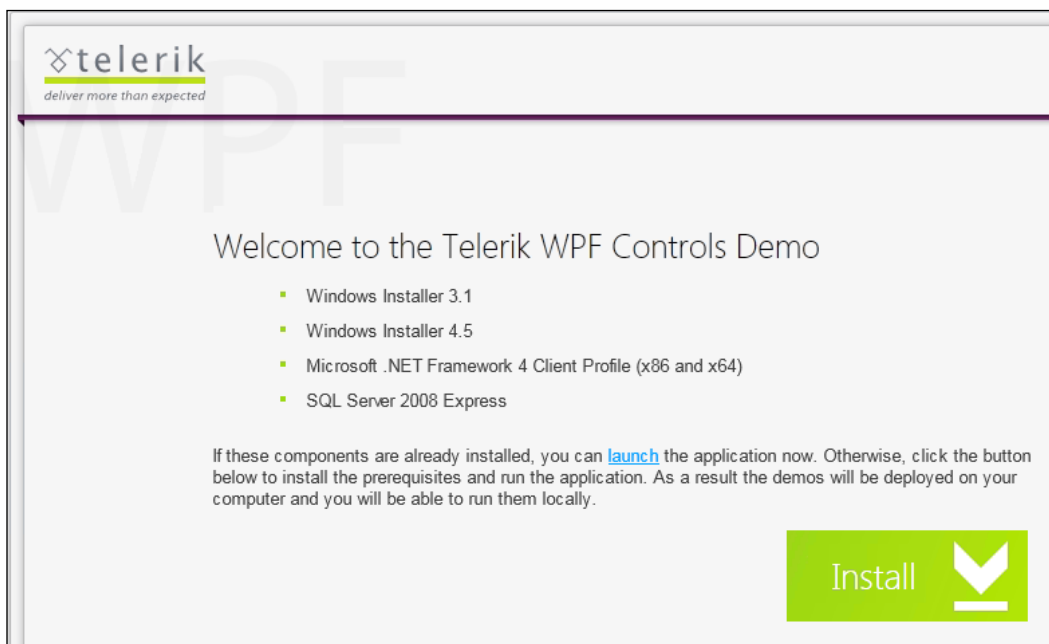 telerik
deliver more than expected
WPF
Welcome to the Telerik WPF Controls Demo
Windows Installer 3.1
Windows Installer 4.5
Microsoft .NET Framework 4 Client Profile (x86 and x64)
SQL Server 2008 Express
If these components are already installed, you can launch the application now. Otherwise, click the button
below to install the prerequisites and run the application. As a result the demos will be deployed on your
computer and you will be able to run them locally.
Install